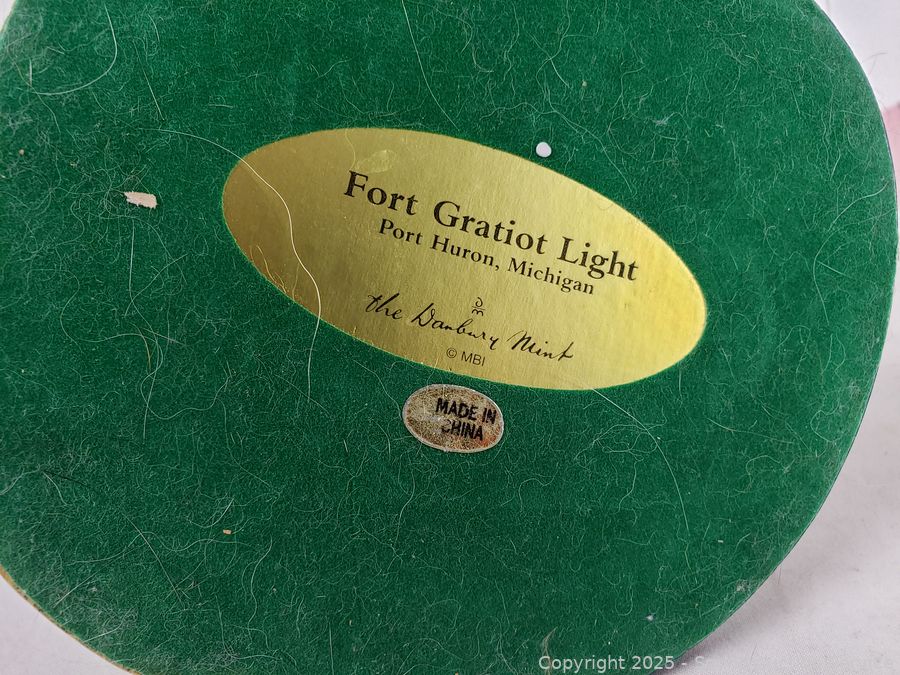 Fort Gratiot Light
Port Huron, Michigan
the Danbury Mint
© MBI
MADE IN
CHINA
Copyright 2025 - S